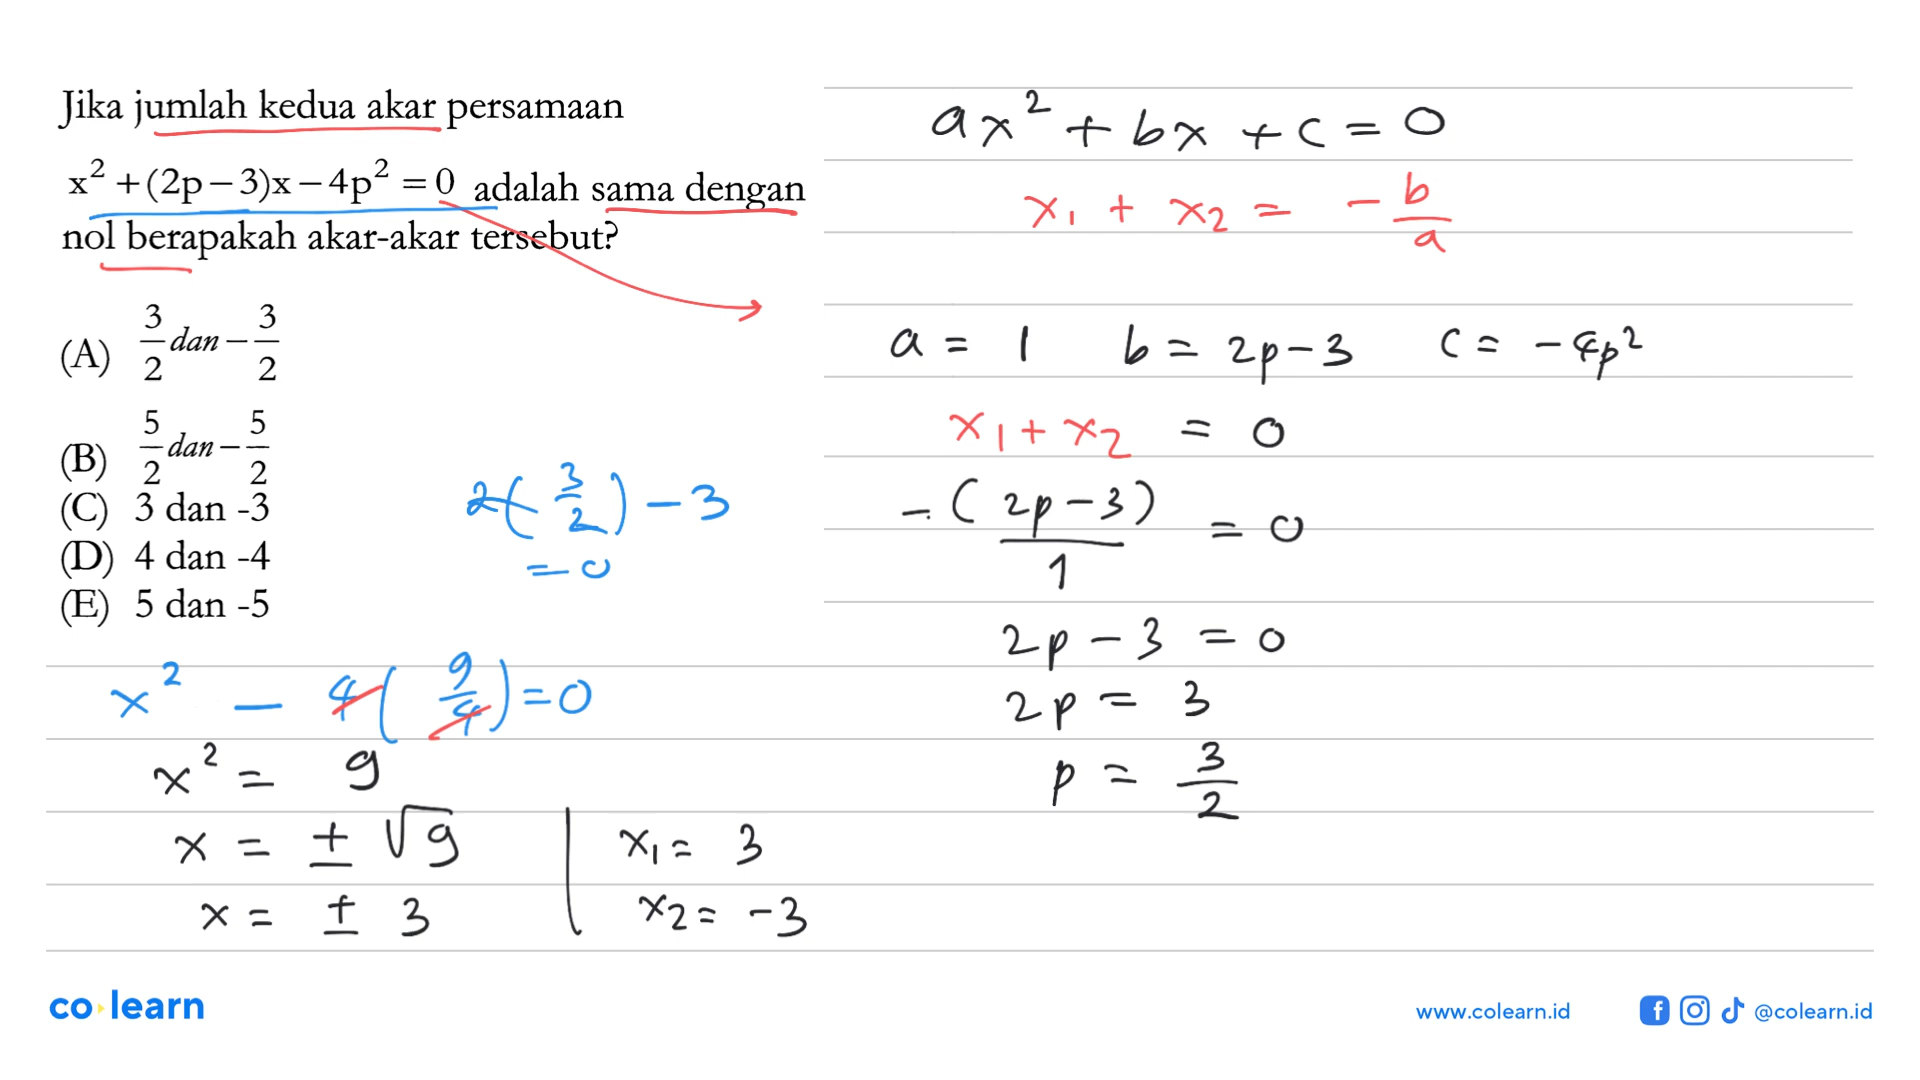 Jika jumlah kedua akar persamaan
x² + (2p − 3)x − 4p² = 0 adalah sama dengan
nol berapakah akar-akar tersebut?
(A) 3/2 dan − 3/2
(B) 5/2 dan − 5/2
(C) 3 dan -3
(D) 4 dan -4
(E) 5 dan -5
2(3/2) − 3
= 0
x² − 4(9/4) = 0
x² = 9
x = ± √9
x = ± 3
x₁ = 3
x₂ = −3
ax² + bx + c = 0
x₁ + x₂ = − b/a
a = 1 b = 2p − 3 c = −4p²
x₁ + x₂ = 0
−(2p − 3)/1 = 0
2p − 3 = 0
2p = 3
p = 3/2
co learn
www.colearn.id
@colearn.id